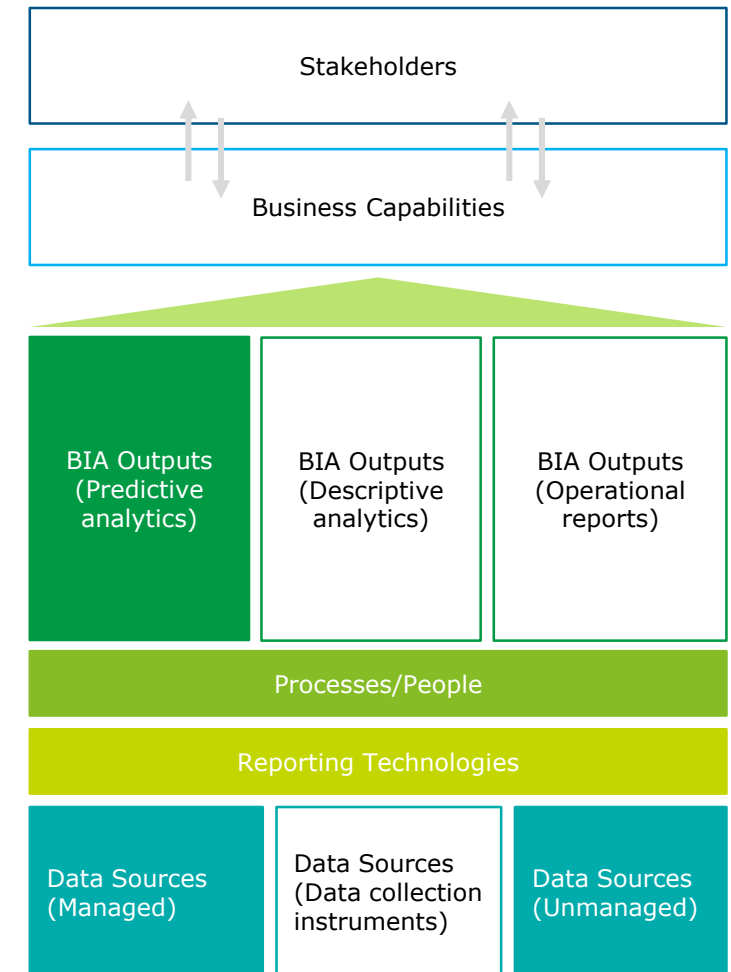 Stakeholders
Business Capabilities
BIA Outputs
(Predictive
analytics)
BIA Outputs
(Descriptive
analytics)
BIA Outputs
(Operational
reports)
Processes/People
Reporting Technologies
Data Sources
(Managed)
Data Sources
(Data collection
instruments)
Data Sources
(Unmanaged)